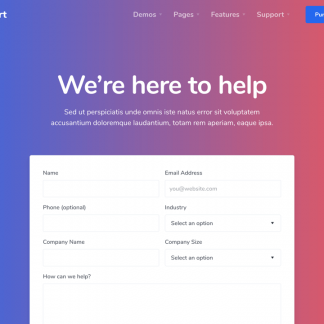 Demos Pages Features Support
We're here to help
Sed ut perspiciatis unde omnis iste natus error sit voluptatem
accusantium doloremque laudantium, totam rem aperiam, eaque ipsa.
Name Email Address
you@website.com
Phone (optional) Industry
Select an option
Company Name Company Size
Select an option
How can we help?